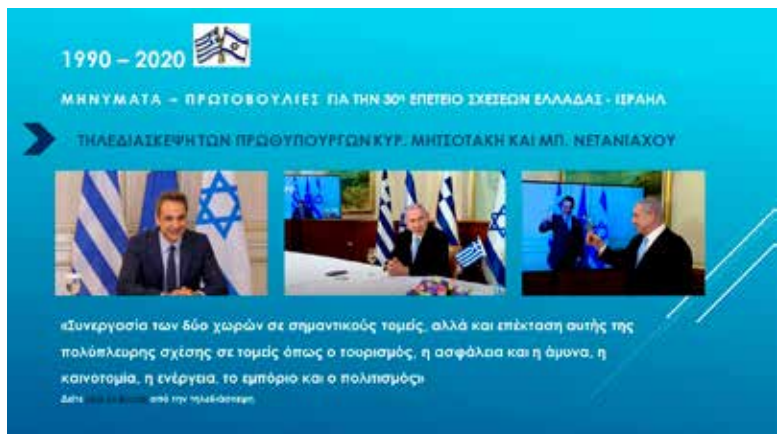 1990 – 2020
ΜΗΝΥΜΑΤΑ – ΠΡΩΤΟΒΟΥΛΙΕΣ ΓΙΑ ΤΗΝ 30η ΕΠΕΤΕΙΟ ΣΧΕΣΕΩΝ ΕΛΛΑΔΑΣ - ΙΣΡΑΗΛ
ΤΗΛΕΔΙΑΣΚΕΨΗ ΤΩΝ ΠΡΩΘΥΠΟΥΡΓΩΝ ΚΥΡ. ΜΗΤΣΟΤΑΚΗ ΚΑΙ ΜΠ. ΝΕΤΑΝΙΑΧΟΥ
«Συνεργασία των δύο χωρών σε σημαντικούς τομείς, αλλά και επέκταση αυτής της
πολύπλευρης σχέσης σε τομείς όπως ο τουρισμός, η ασφάλεια και η άμυνα, η
καινοτομία, η ενέργεια, το εμπόριο και ο πολιτισμός»
Δείτε από την τηλεδιάσκεψη